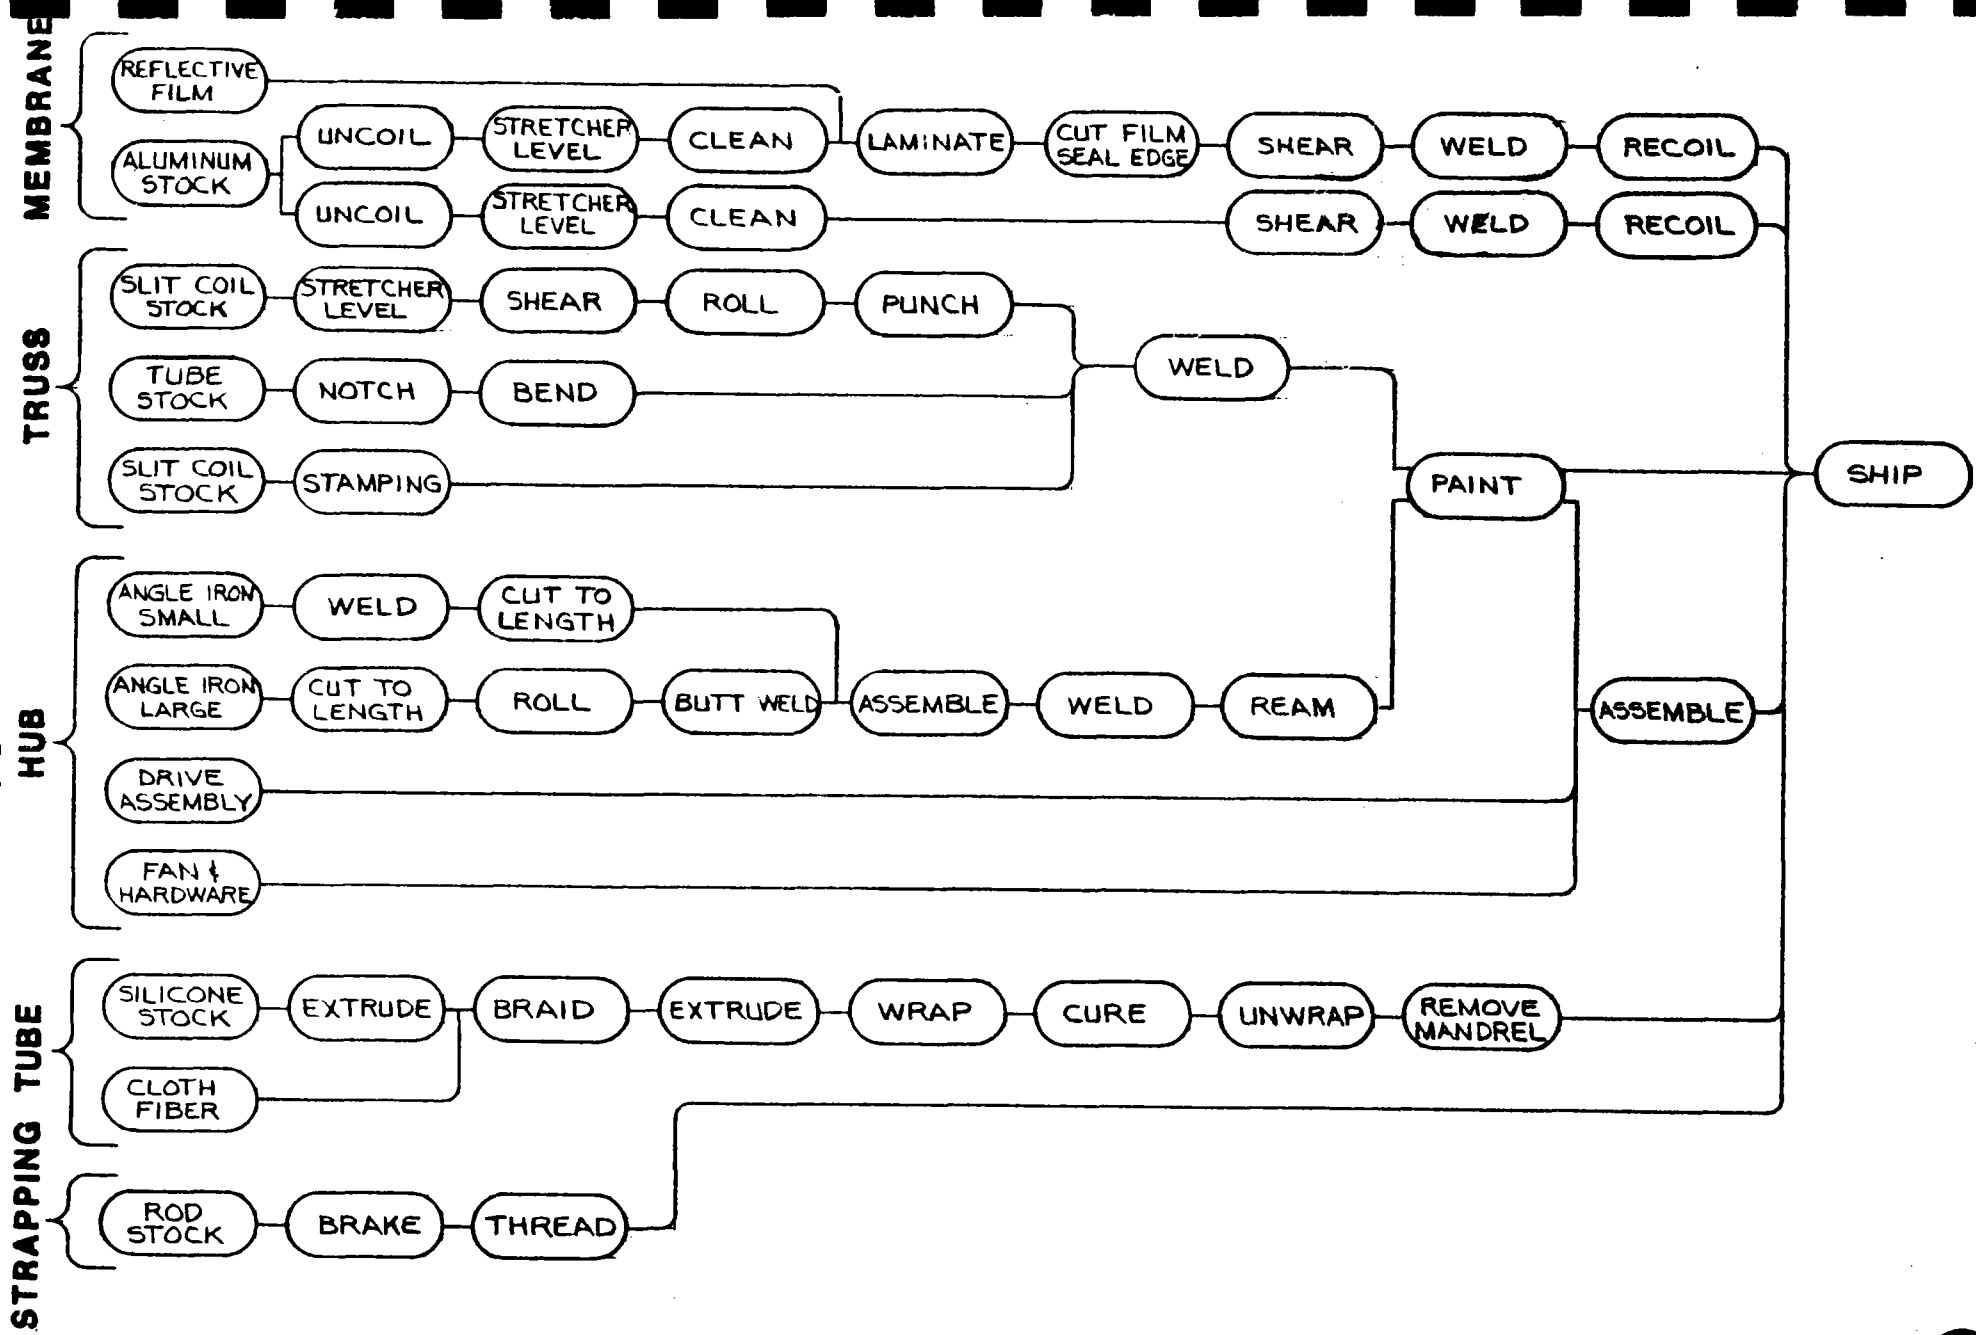 MEMBRANE
REFLECTIVE
FILM
ALUMINUM
STOCK
UNCOIL
STRETCHER
LEVEL
CLEAN
LAMINATE
CUT FILM
SEAL EDGE
SHEAR
WELD
RECOIL
UNCOIL
STRETCHER
LEVEL
CLEAN
SHEAR
WELD
RECOIL
TRUSS
SLIT COIL
STOCK
STRETCHER
LEVEL
SHEAR
ROLL
PUNCH
TUBE
STOCK
NOTCH
BEND
SLIT COIL
STOCK
STAMPING
WELD
PAINT
SHIP
HUB
ANGLE IRON
SMALL
WELD
CUT TO
LENGTH
ANGLE IRON
LARGE
CUT TO
LENGTH
ROLL
BUTT WELD
ASSEMBLE
WELD
REAM
ASSEMBLE
DRIVE
ASSEMBLY
FAN &
HARDWARE
TUBE
SILICONE
STOCK
EXTRUDE
BRAID
EXTRUDE
WRAP
CURE
UNWRAP
REMOVE
MANDREL
CLOTH
FIBER
STRAPPING
ROD
STOCK
BRAKE
THREAD